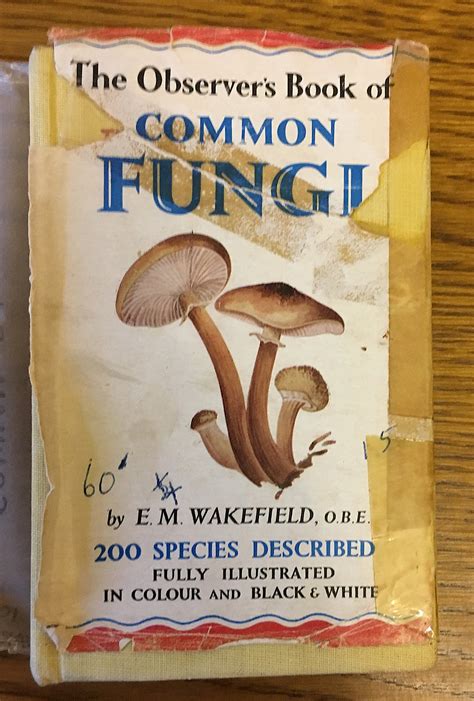 The Observer's Book of
COMMON
FUNGI
60
15
by E. M. WAKEFIELD, O.B.E.
200 SPECIES DESCRIBED
FULLY ILLUSTRATED
IN COLOUR AND BLACK & WHITE